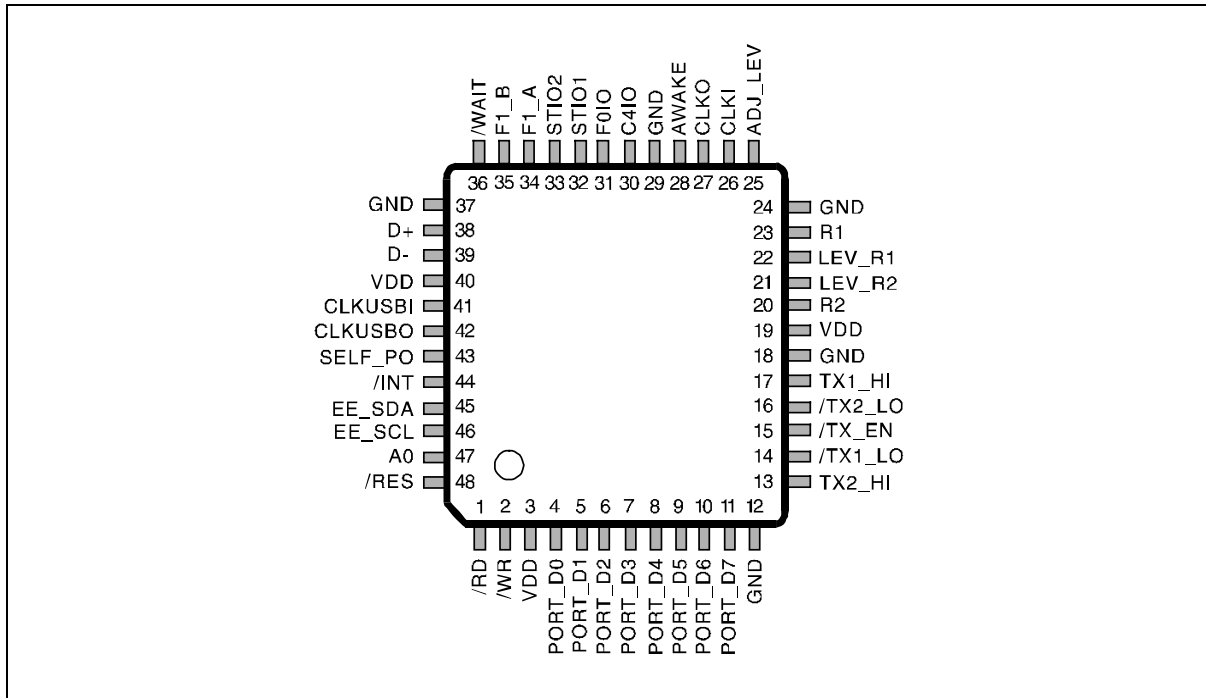 /WAIT
F1_B
F1_A
STIO2
STIO1
F0IO
C4IO
GND
AWAKE
CLKO
CLKI
ADJ_LEV
36 35 34 33 32 31 30 29 28 27 26 25
GND 37
D+ 38
D- 39
VDD 40
CLKUSBI 41
CLKUSBO 42
SELF_PO 43
/INT 44
EE_SDA 45
EE_SCL 46
A0 47
/RES 48
24 GND
23 R1
22 LEV_R1
21 LEV_R2
20 R2
19 VDD
18 GND
17 TX1_HI
16 /TX2_LO
15 /TX_EN
14 /TX1_LO
13 TX2_HI
1 2 3 4 5 6 7 8 9 10 11 12
/RD
/WR
VDD
PORT_D0
PORT_D1
PORT_D2
PORT_D3
PORT_D4
PORT_D5
PORT_D6
PORT_D7
GND